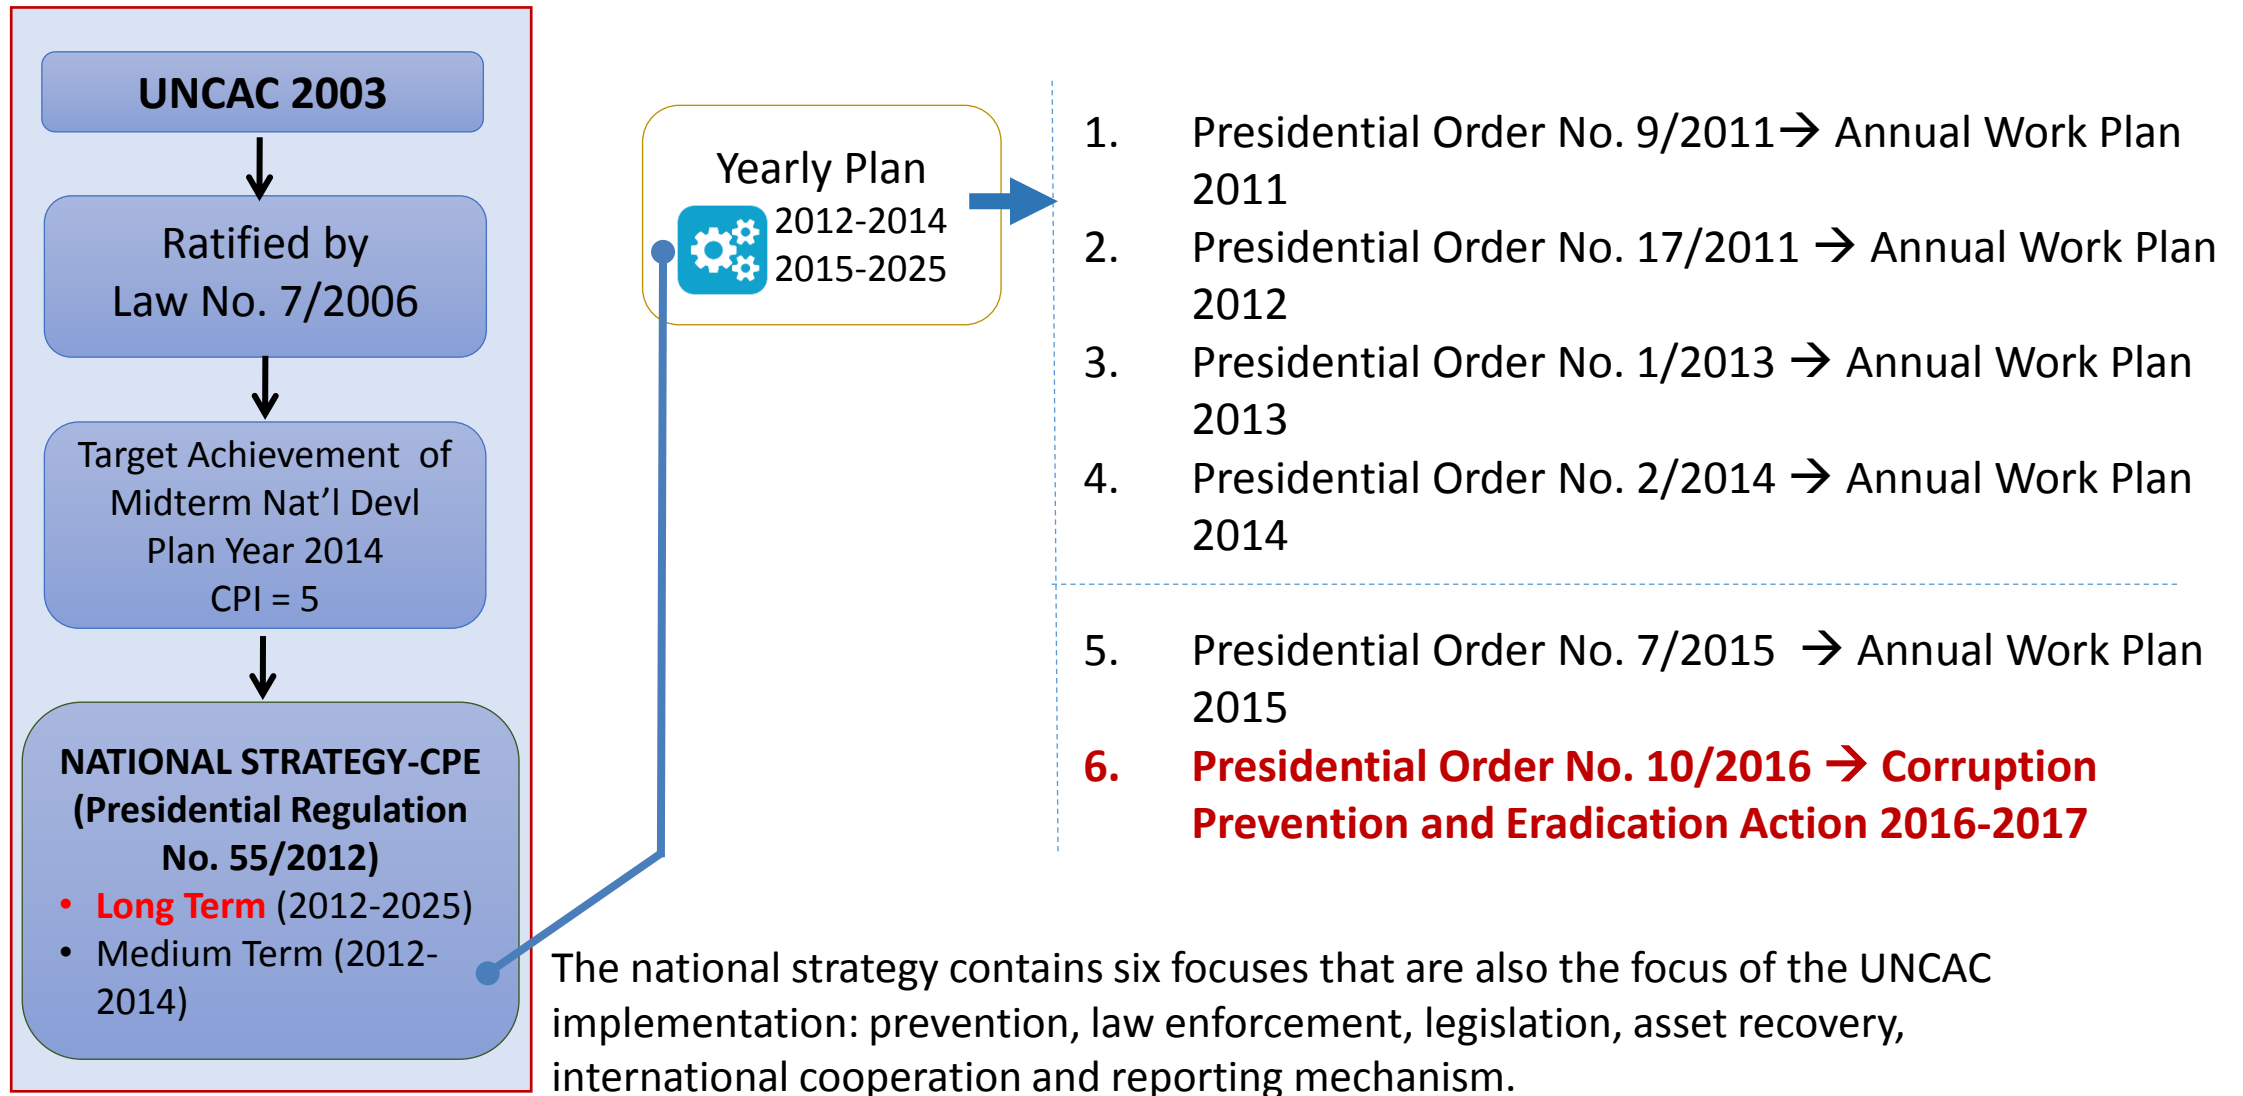 UNCAC 2003
Ratified by
Law No. 7/2006
Target Achievement of
Midterm Nat’l Devl
Plan Year 2014
CPI = 5
NATIONAL STRATEGY-CPE
(Presidential Regulation
No. 55/2012)
• Long Term (2012-2025)
• Medium Term (2012-
2014)
Yearly Plan
2012-2014
2015-2025
1. Presidential Order No. 9/2011→ Annual Work Plan
2011
2. Presidential Order No. 17/2011 → Annual Work Plan
2012
3. Presidential Order No. 1/2013 → Annual Work Plan
2013
4. Presidential Order No. 2/2014 → Annual Work Plan
2014
5. Presidential Order No. 7/2015 → Annual Work Plan
2015
6. Presidential Order No. 10/2016 → Corruption
Prevention and Eradication Action 2016-2017
The national strategy contains six focuses that are also the focus of the UNCAC
implementation: prevention, law enforcement, legislation, asset recovery,
international cooperation and reporting mechanism.